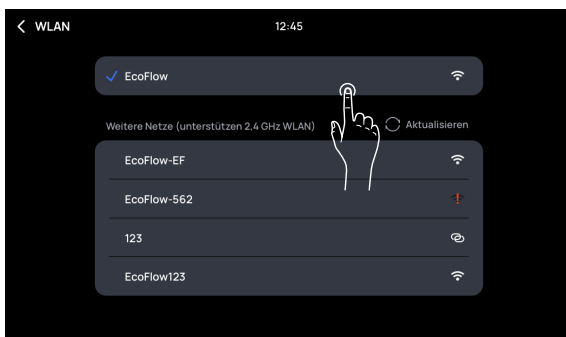 WLAN
12:45
EcoFlow
Weitere Netze (unterstützen 2,4 GHz WLAN)
Aktualisieren
EcoFlow-EF
EcoFlow-562
123
EcoFlow123